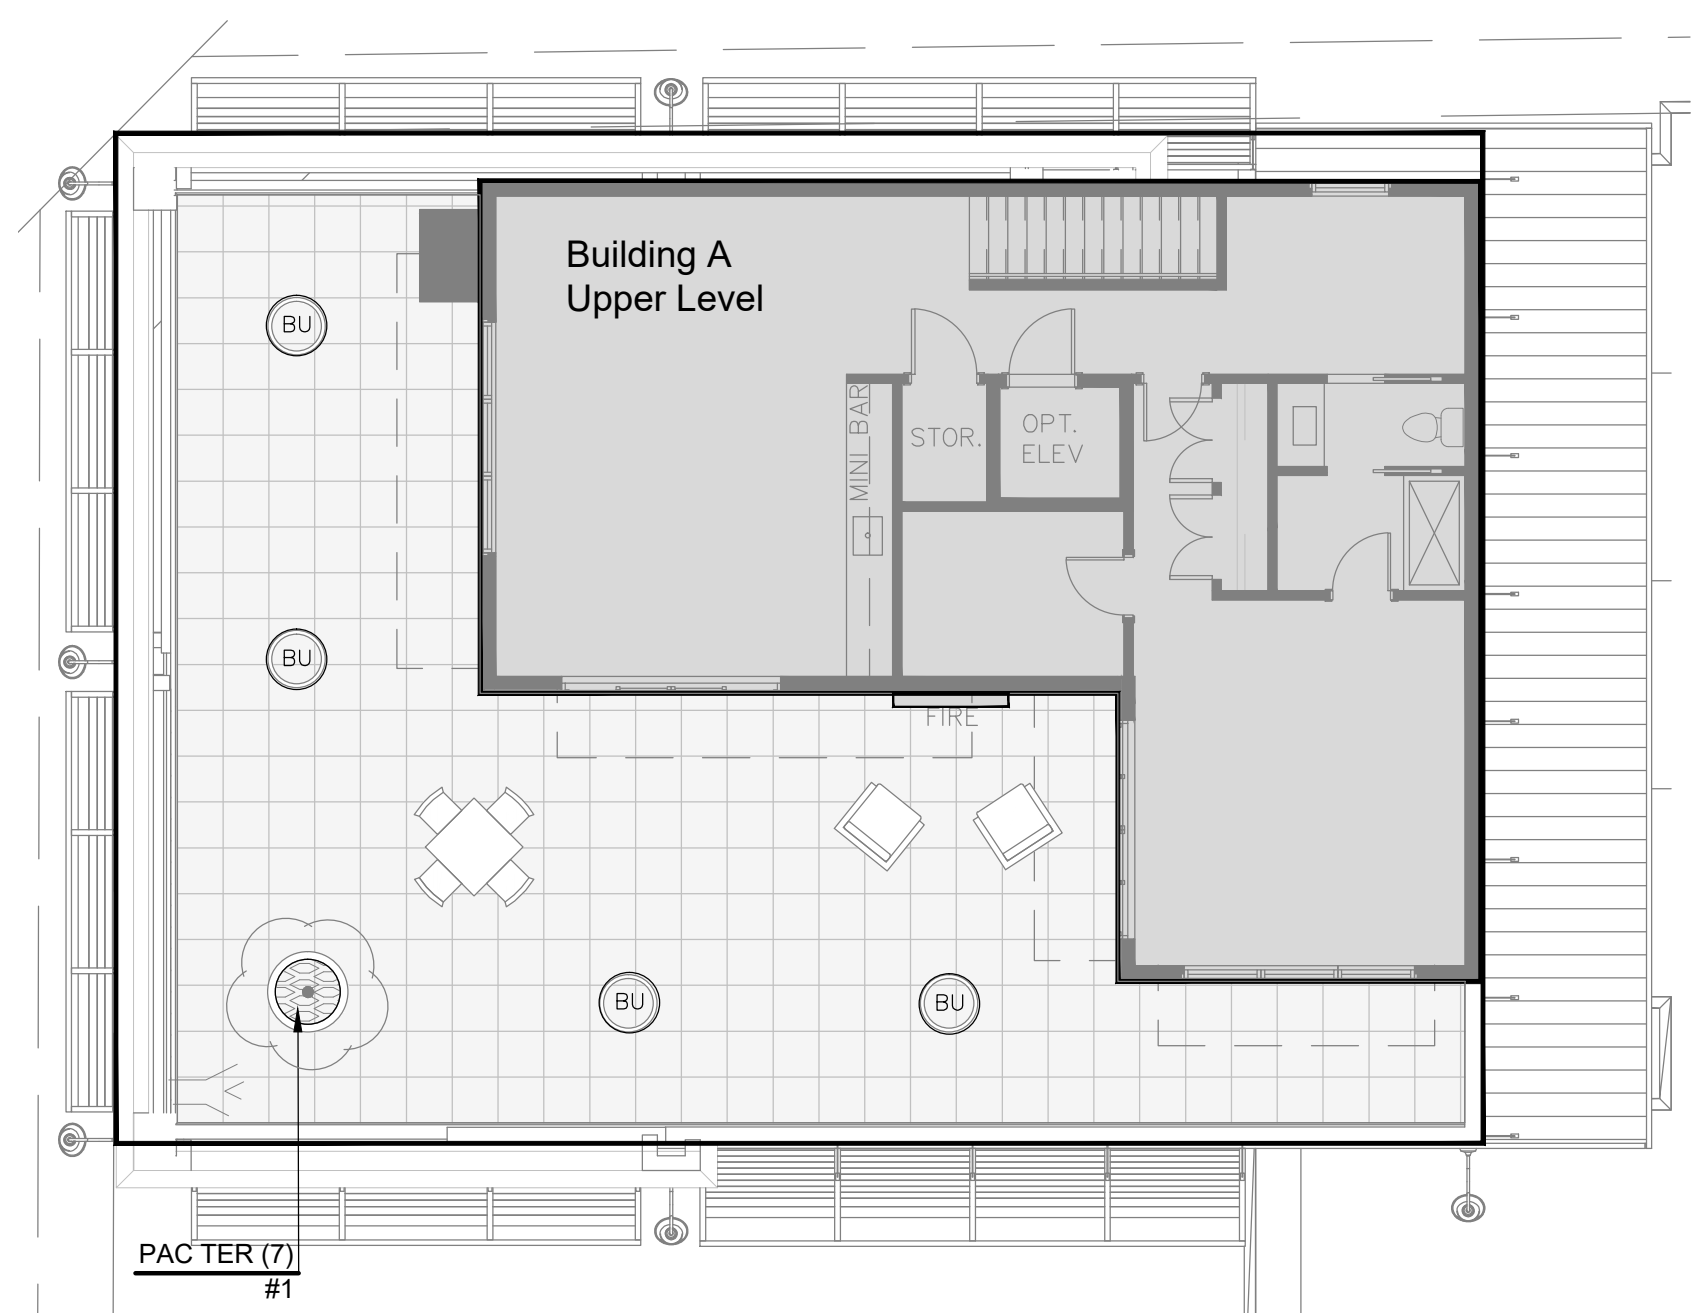 Building A
Upper Level
BU
MINI BAR
STOR.
OPT.
ELEV
BU
FIRE
BU
BU
PAC TER (7)
#1